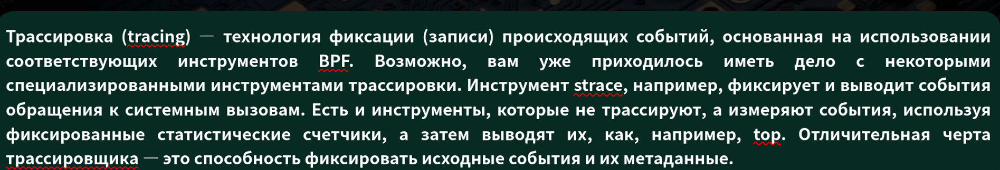 Трассировка (tracing) — технология фиксации (записи) происходящих событий, основанная на использовании
соответствующих инструментов BPF. Возможно, вам уже приходилось иметь дело с некоторыми
специализированными инструментами трассировки. Инструмент strace, например, фиксирует и выводит события
обращения к системным вызовам. Есть и инструменты, которые не трассируют, а измеряют события, используя
фиксированные статистические счетчики, а затем выводят их, как, например, top. Отличительная черта
трассировщика — это способность фиксировать исходные события и их метаданные.